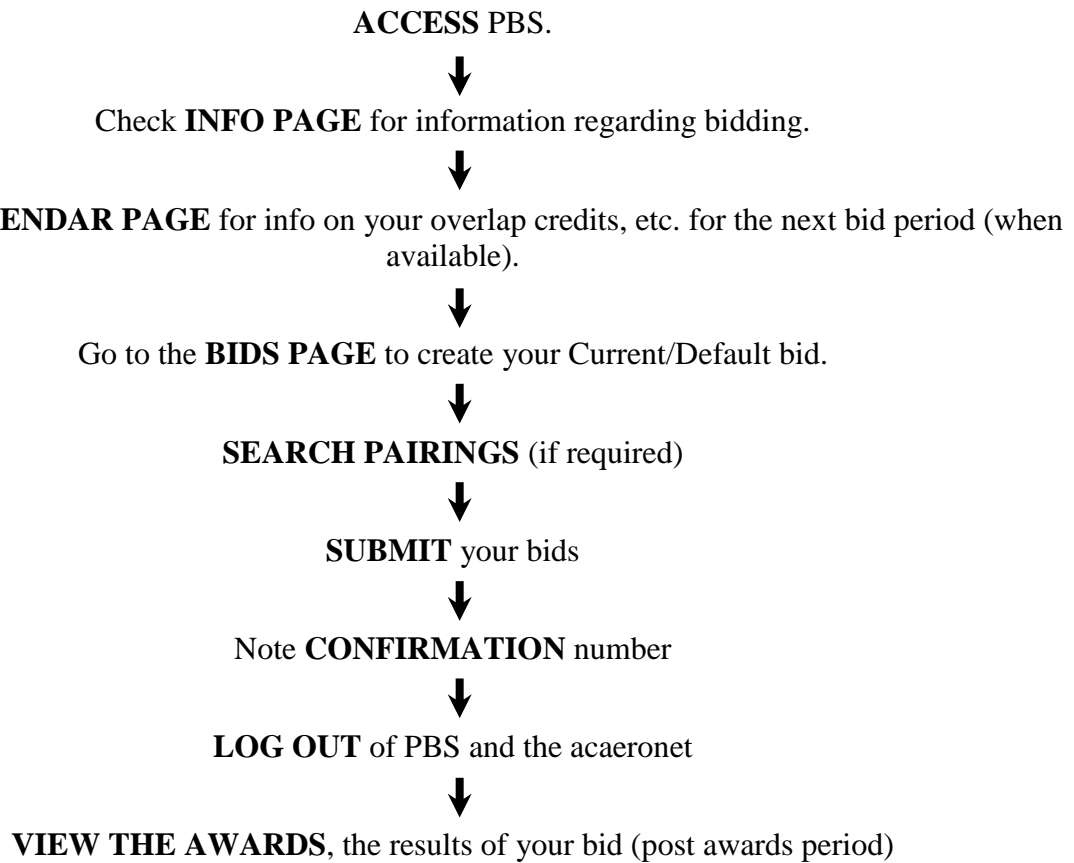 ACCESS PBS.
Check INFO PAGE for information regarding bidding.
ENDAR PAGE for info on your overlap credits, etc. for the next bid period (when
available).
Go to the BIDS PAGE to create your Current/Default bid.
SEARCH PAIRINGS (if required)
SUBMIT your bids
Note CONFIRMATION number
LOG OUT of PBS and the acaeronet
VIEW THE AWARDS, the results of your bid (post awards period)